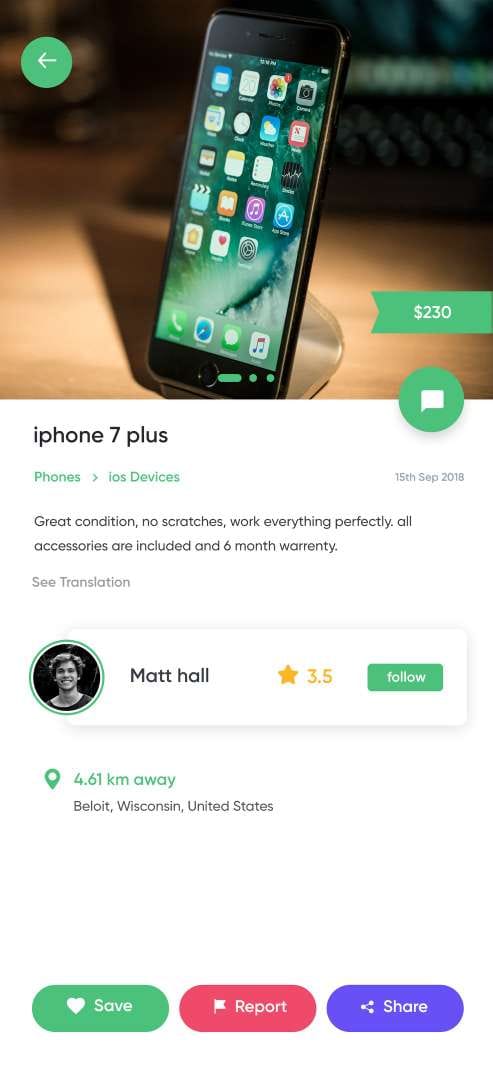 $230
iphone 7 plus
Phones > ios Devices
15th Sep 2018
Great condition, no scratches, work everything perfectly. all
accessories are included and 6 month warrenty.
See Translation
Matt hall
3.5
follow
4.61 km away
Beloit, Wisconsin, United States
Save
Report
Share